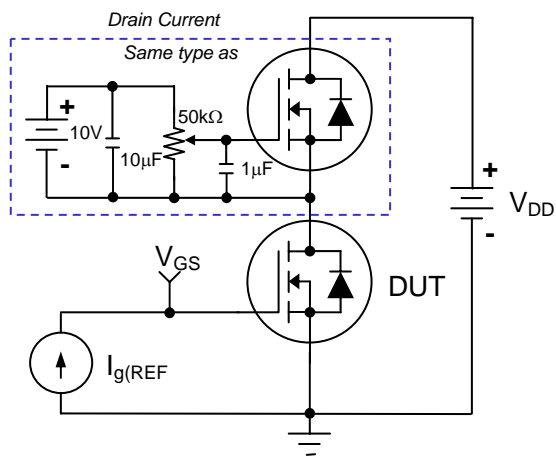 Drain Current
Same type as
+
10V
-
10μF
50kΩ
1μF
+
-
V_DD
V_GS
DUT
I_g(REF